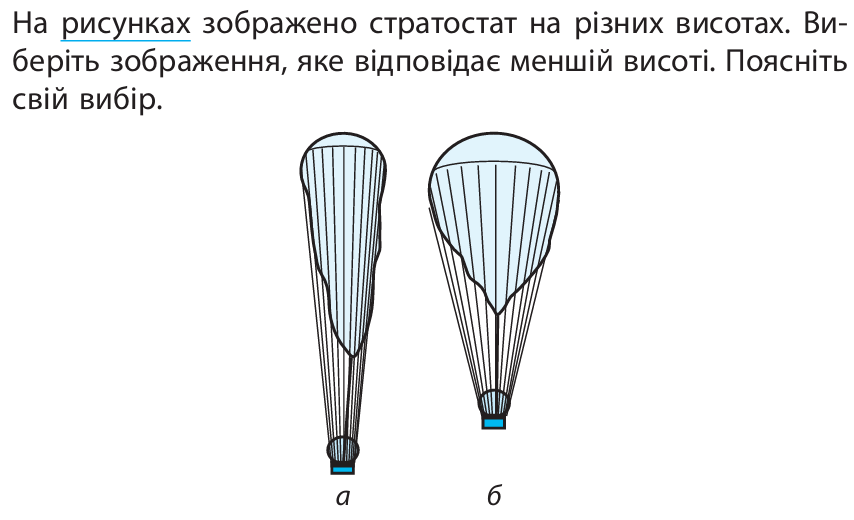 На рисунках зображено стратостат на різних висотах. Ви-
беріть зображення, яке відповідає меншій висоті. Поясніть
свій вибір.
а б